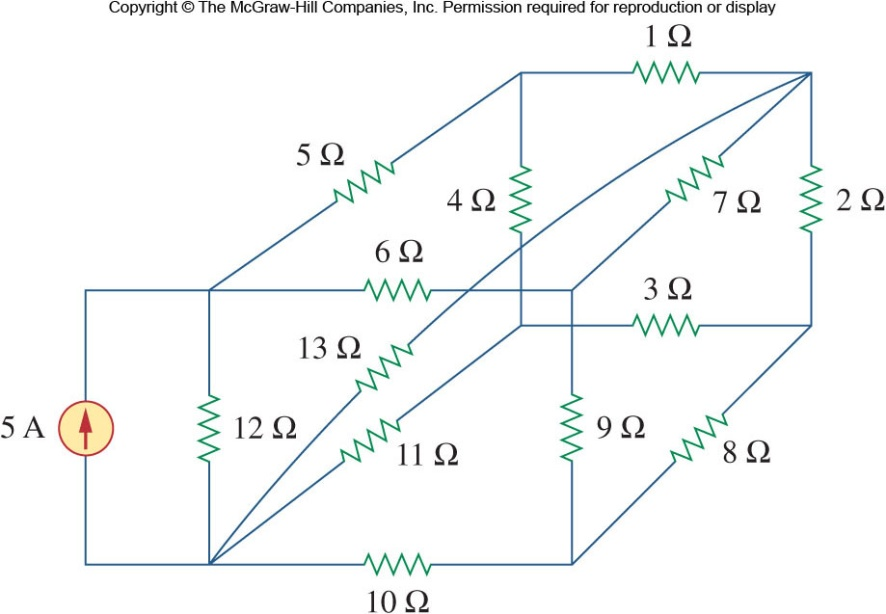 Copyright © The McGraw-Hill Companies, Inc. Permission required for reproduction or display
1 Ω
5 Ω
4 Ω
7 Ω
2 Ω
6 Ω
3 Ω
13 Ω
5 A
12 Ω
11 Ω
9 Ω
8 Ω
10 Ω